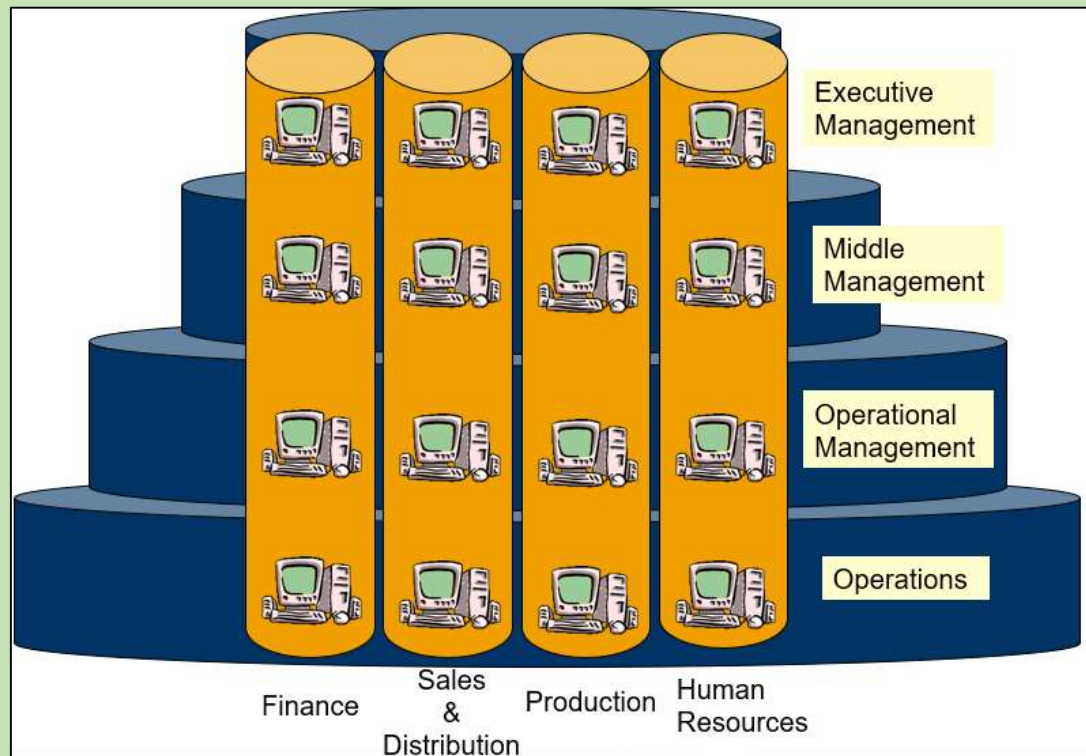 Executive
Management
Middle
Management
Operational
Management
Operations
Finance
Sales
&
Distribution
Production
Human
Resources